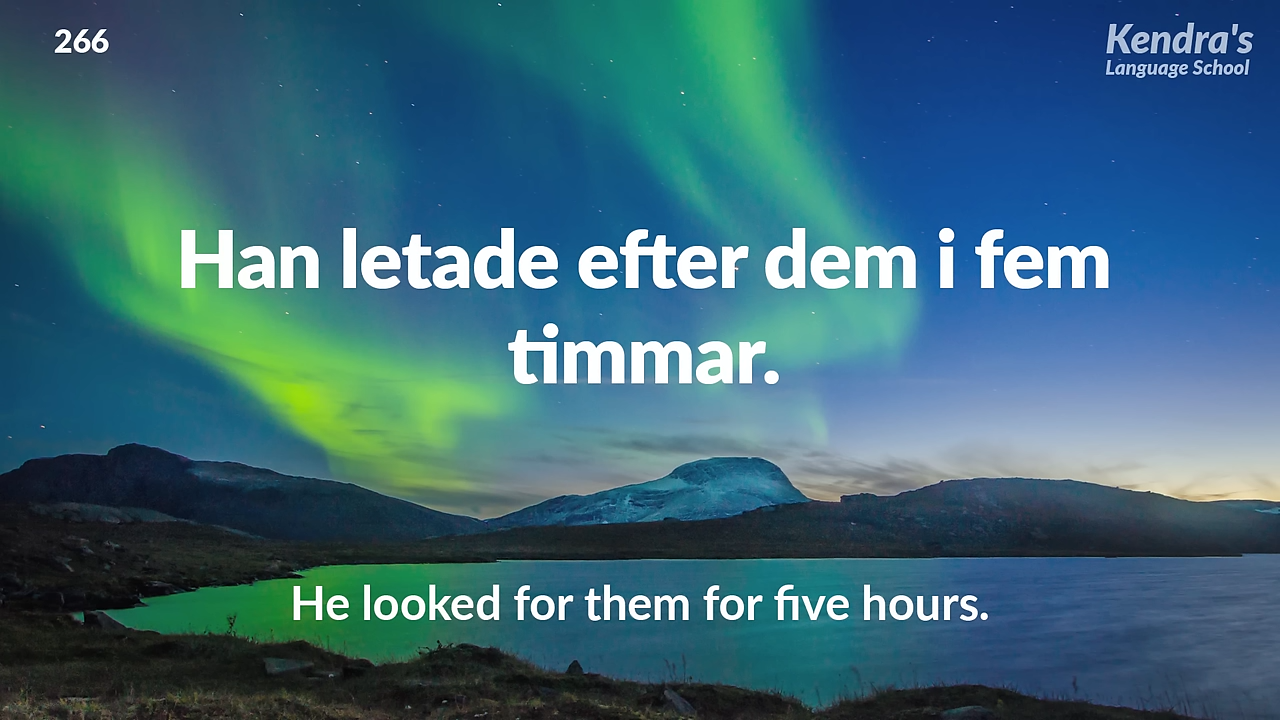 266
Kendra's
Language School
Han letade efter dem i fem
timmar.
He looked for them for five hours.